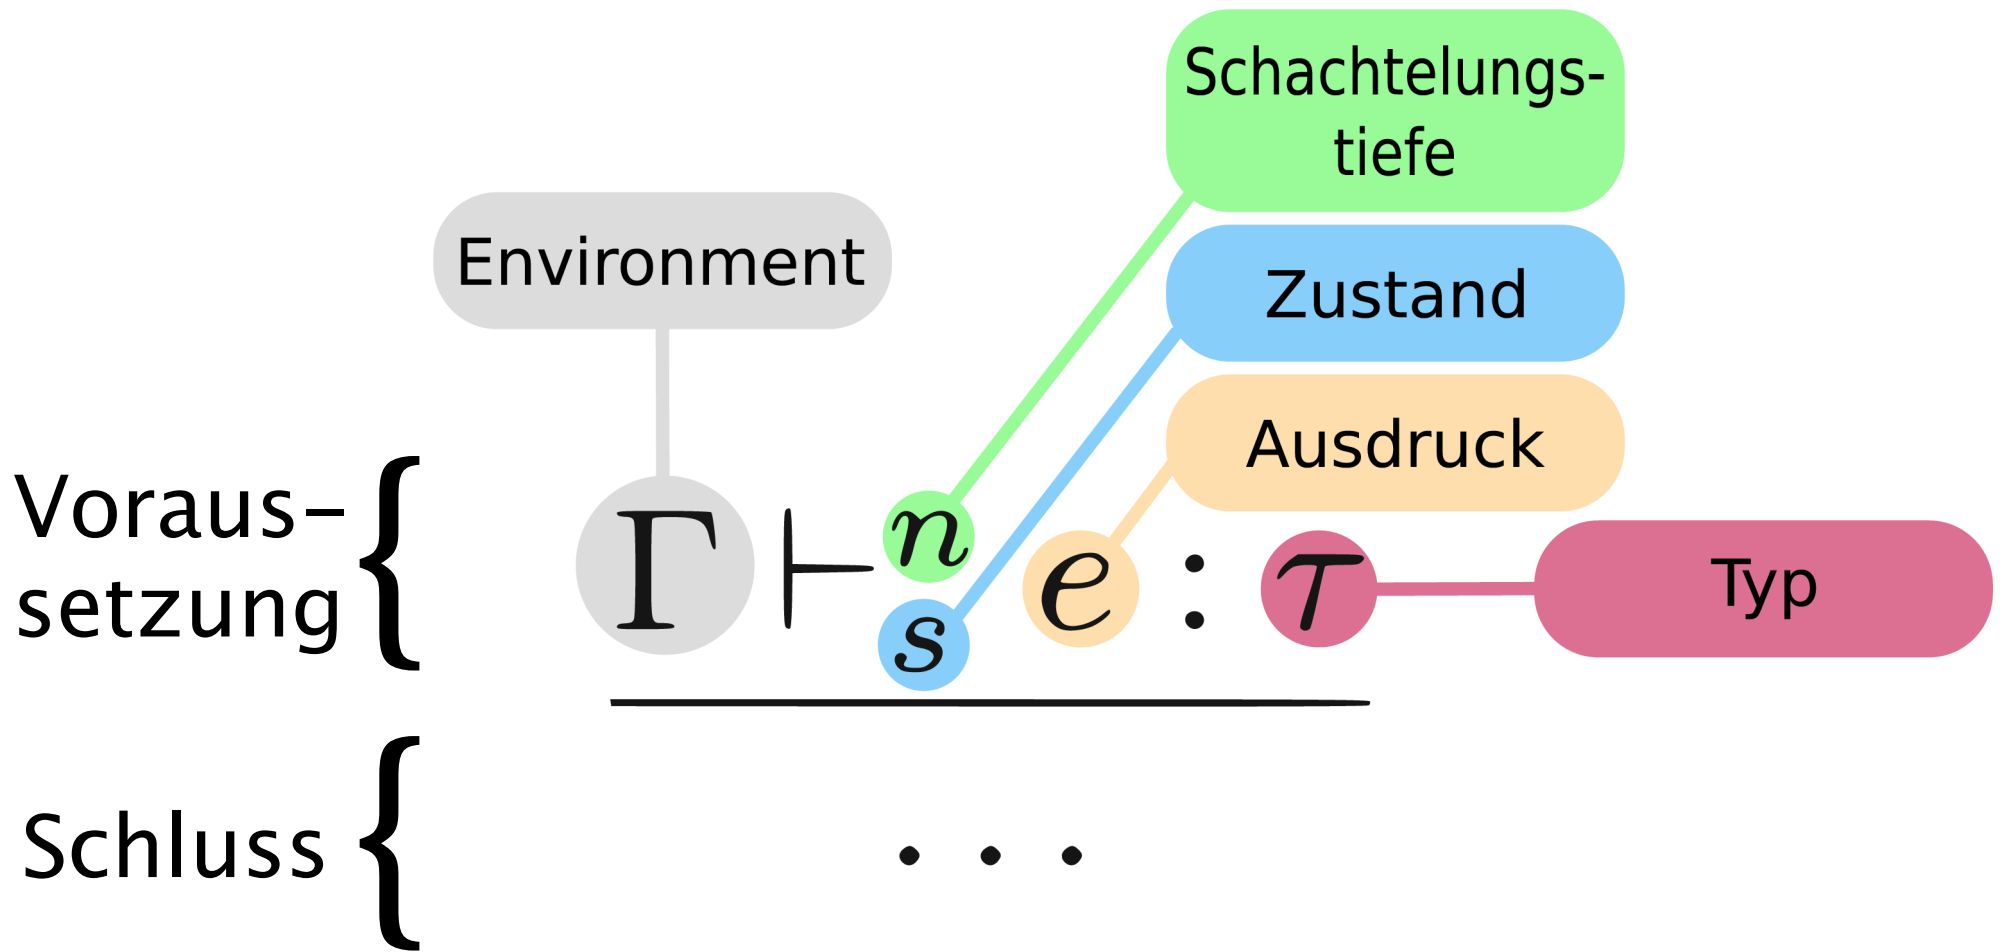 Schachtelungs-
tiefe
Environment
Zustand
Ausdruck
Voraus-
setzung
{
Γ ⊢ n s e : τ
Typ
Schluss
{
...